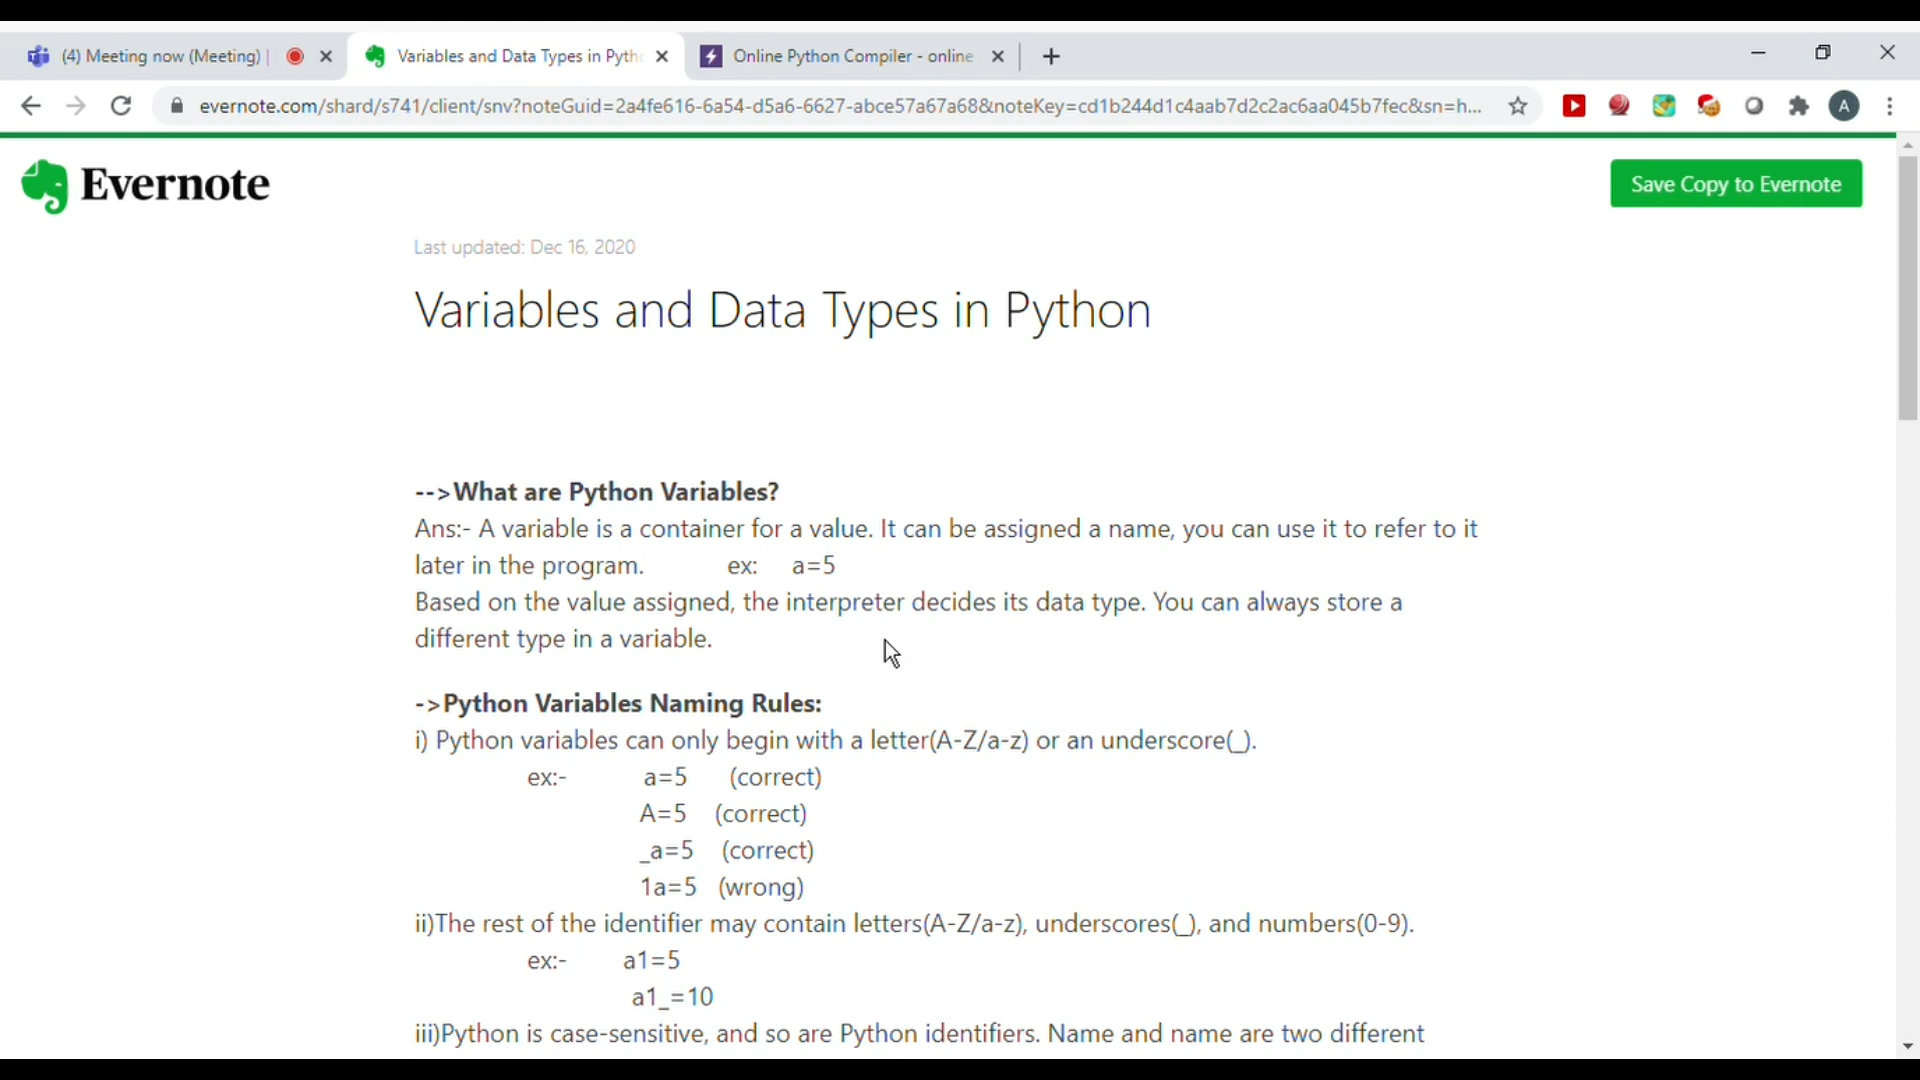 (4) Meeting now (Meeting) |
Variables and Data Types in Pyth
Online Python Compiler - online
evernote.com/shard/s741/client/snv?noteGuid=2a4fe616-6a54-d5a6-6627-abce57a67a68&noteKey=cd1b244d1c4aab7d2c2ac6aa045b7fec&sn=h...
A
Evernote
Save Copy to Evernote
Last updated: Dec 16, 2020
Variables and Data Types in Python
-->What are Python Variables?
Ans:- A variable is a container for a value. It can be assigned a name, you can use it to refer to it
later in the program. ex: a=5
Based on the value assigned, the interpreter decides its data type. You can always store a
different type in a variable.
->Python Variables Naming Rules:
i) Python variables can only begin with a letter(A-Z/a-z) or an underscore(_).
ex:- a=5 (correct)
A=5 (correct)
_a=5 (correct)
1a=5 (wrong)
ii)The rest of the identifier may contain letters(A-Z/a-z), underscores(_), and numbers(0-9).
ex:- a1=5
a1_=10
iii)Python is case-sensitive, and so are Python identifiers. Name and name are two different